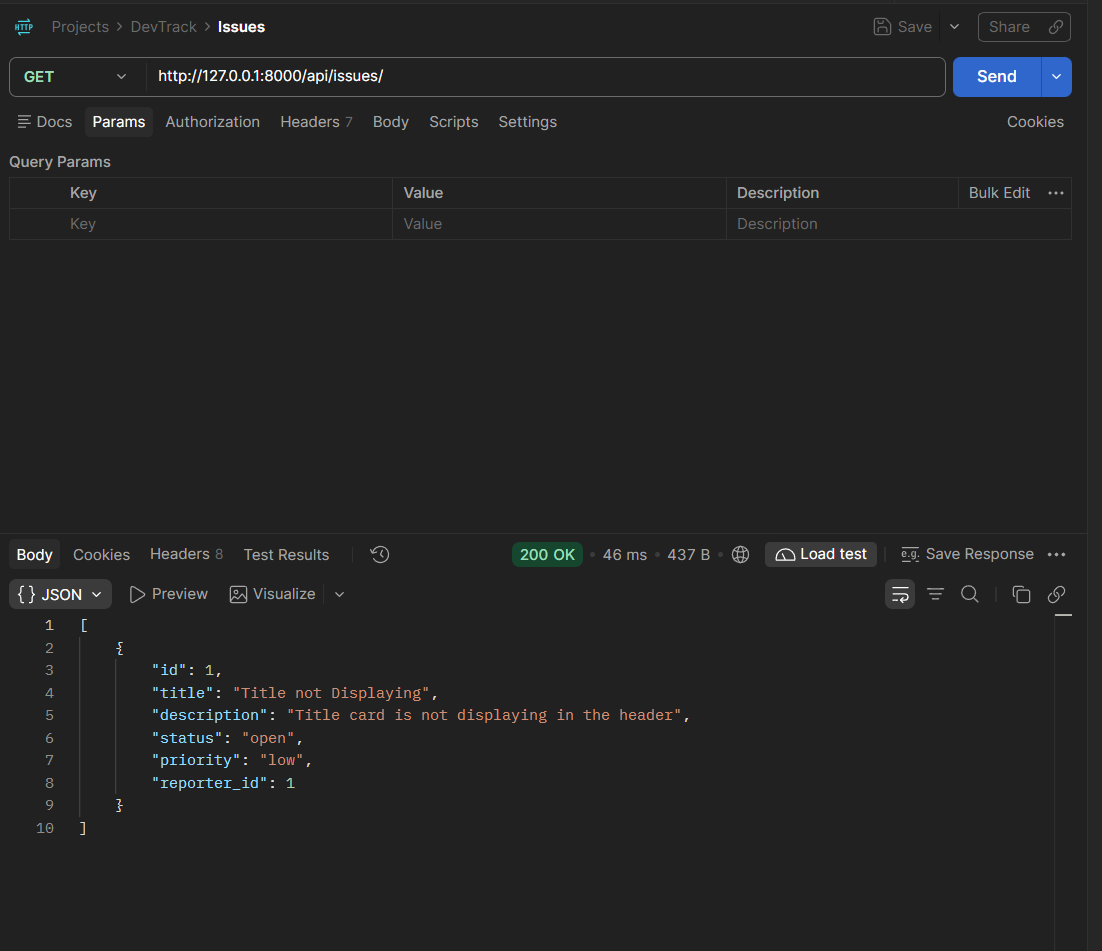 HTTP Projects > DevTrack > Issues Save Share
GET http://127.0.0.1:8000/api/issues/ Send
Docs Params Authorization Headers 7 Body Scripts Settings Cookies
Query Params
Key Value Description Bulk Edit
Key Value Description
Body Cookies Headers 8 Test Results 200 OK • 46 ms • 437 B • Load test e.g. Save Response
{} JSON Preview Visualize
1 [
2 {
3 "id": 1,
4 "title": "Title not Displaying",
5 "description": "Title card is not displaying in the header",
6 "status": "open",
7 "priority": "low",
8 "reporter_id": 1
9 }
10 ]